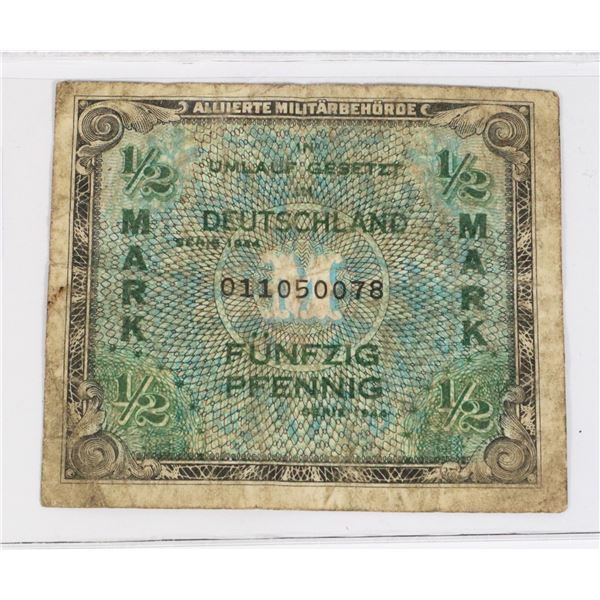 ALLIIERTE MILITÄRBEHÖRDE
1/2 1/2
IN
UMLAUF GESETZT
IN
DEUTSCHLAND
SERIE 1944
MARK MARK
M
011050078
FÜNFZIG
PFENNIG
SERIE 1944
1/2 1/2